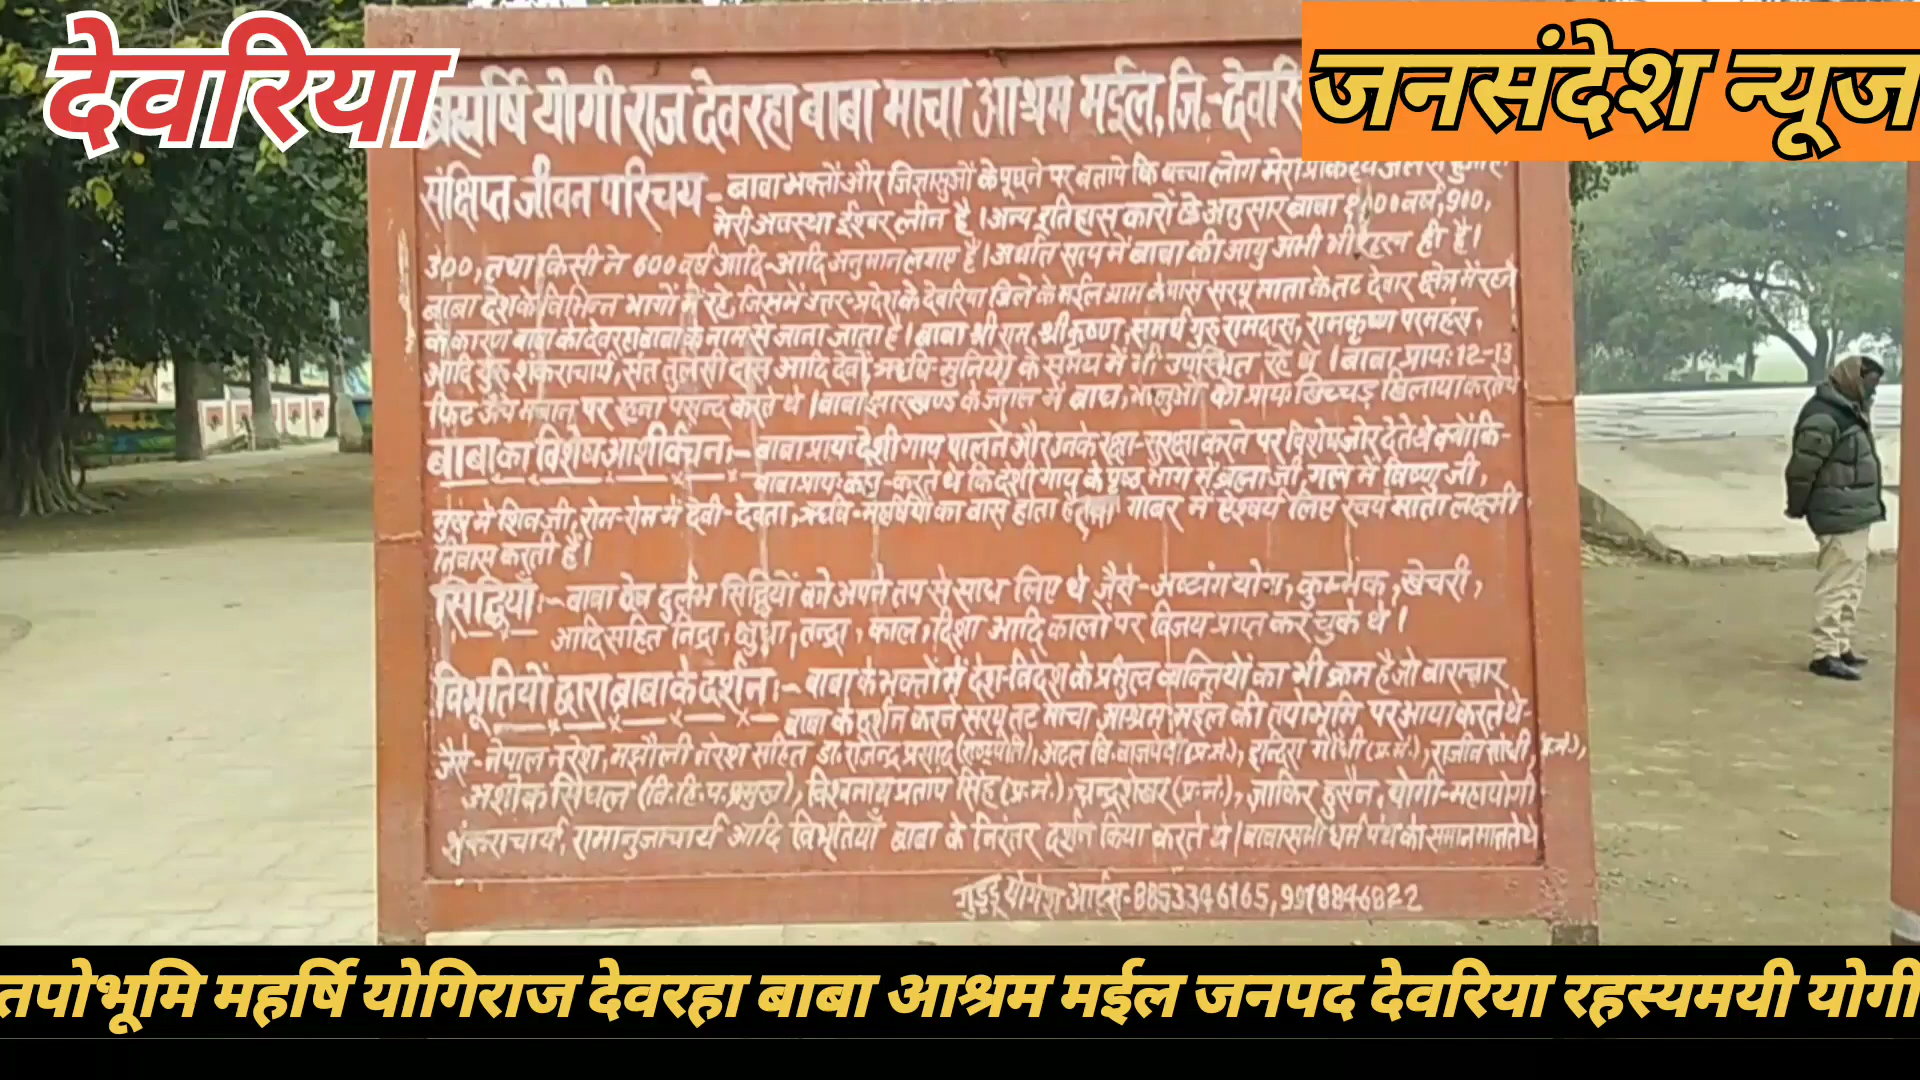 देवरिया
जनसंदेश न्यूज
ब्रह्मर्षि योगीराज देवरहा बाबा माचा आश्रम मईल, जि.-देवरि
संक्षिप्त जीवन परिचय - बाबा भक्तों और जिज्ञासुओं के पूछने पर बताये कि बच्चा लोग मेरा प्राकट्य जल से हुआ है
मेरी अवस्था ईश्वर लीन है । अन्य इतिहास कारों के अनुसार बाबा वर्ष, 900,
300, तथा किसी ने 600 वर्ष आदि-आदि अनुमान लगाए हैं । अर्थात सत्य में बाबा की आयु अभी भी रहस्य ही है ।
बाबा देश के विभिन्न भागों में रहे, जिसमें उत्तर-प्रदेश के देवरिया जिले के मईल ग्राम के पास सरयू माता के तट देवार क्षेत्र में रहने
के कारण बाबा को देवरहा बाबा के नाम से जाना जाता है । बाबा श्री राम, श्री कृष्ण, समर्थ गुरु रामदास, रामकृष्ण परमहंस,
आदि गुरु शंकराचार्य, संत तुलसी दास आदि देवों ऋषि-मुनियों के समय में भी उपस्थित रहे थे । बाबा प्राय: 12-13
फिट ऊँचे मचान पर रहना पसन्द करते थे । बाबा झारखण्ड के जंगल में बाघ, भालुओं को प्रायः खिच्चड़ खिलाया करते थे
बाबा का विशेष आशीर्वचन:- बाबा प्रायः देशी गाय पालने और उनके रक्षा-सुरक्षा करने पर विशेष जोर देते थे क्योंकि-
बाबा प्रायः कहा-करते थे कि देशी गाय के पृष्ठ भाग में ब्रह्मा जी, गले में विष्णु जी,
मुख में शिव जी, रोम-रोम में देवी-देवता, ऋषि-महर्षियों का वास होता है तथा गोबर में ऐश्वर्य लिए स्वयं माता लक्ष्मी
निवास करती हैं ।
सिद्धियाँ:- बाबा दुर्लभ सिद्धियों को अपने तप से साध लिए थे जैसे-अष्टांग योग, कुम्भक, खेचरी,
आदि सहित निद्रा, क्षुधा, तन्द्रा, काल, दिशा आदि कालों पर विजय प्राप्त कर चुके थे ।
विभूतियों द्वारा बाबा के दर्शन:- बाबा के भक्तों में देश-विदेश के प्रमुख व्यक्तियों का भी क्रम है जो बारम्बार
बाबा के दर्शन करने सरयू तट माचा आश्रम मईल की तपोभूमि पर आया करते थे-
जैसे-नेपाल नरेश, मझौली नरेश सहित डा. राजेन्द्र प्रसाद (राष्ट्रपति), अटल वि. वाजपेयी (प्र.मं.), इन्दिरा गाँधी (प्र.मं.), राजीव गांधी (प्र.मं.),
अशोक सिंघल (वि.हि.प. प्रमुख), विश्वनाथ प्रताप सिंह (प्र.मं.), चन्द्रशेखर (प्र.मं.), जाकिर हुसैन, योगी-महायोगी
शंकराचार्य, रामानुजाचार्य आदि विभूतियाँ बाबा के निरंतर दर्शन किया करते थे । बाबा सभी धर्म पंथ को समान मानते थे
गुड्डू योगेश आर्ट्स-8853346165, 9918846822
तपोभूमि महर्षि योगिराज देवरहा बाबा आश्रम मईल जनपद देवरिया रहस्यमयी योगी